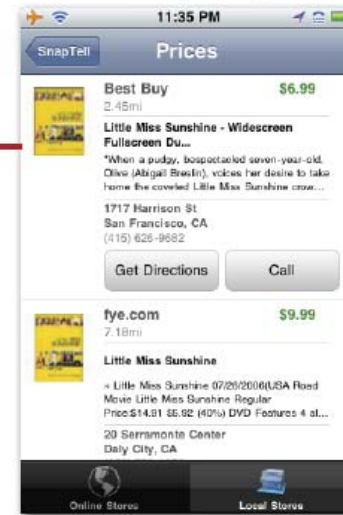 11:35 PM
SnapTell
Prices
Best Buy $6.99
2.45mi
Little Miss Sunshine - Widescreen
Fullscreen Du...
"When a pudgy, bespectacled seven-year-old,
Olive (Abigail Breslin), voices her desire to take
home the coveted Little Miss Sunshine crow...
1717 Harrison St
San Francisco, CA
(415) 626-9682
Get Directions Call
fye.com $9.99
7.18mi
Little Miss Sunshine
Little Miss Sunshine 07/26/2006(USA Road
Movie Little Miss Sunshine Regular
Price:$14.91 $5.92 (40%) DVD Features 4 al...
20 Serramonte Center
Daly City, CA
Online Stores Local Stores